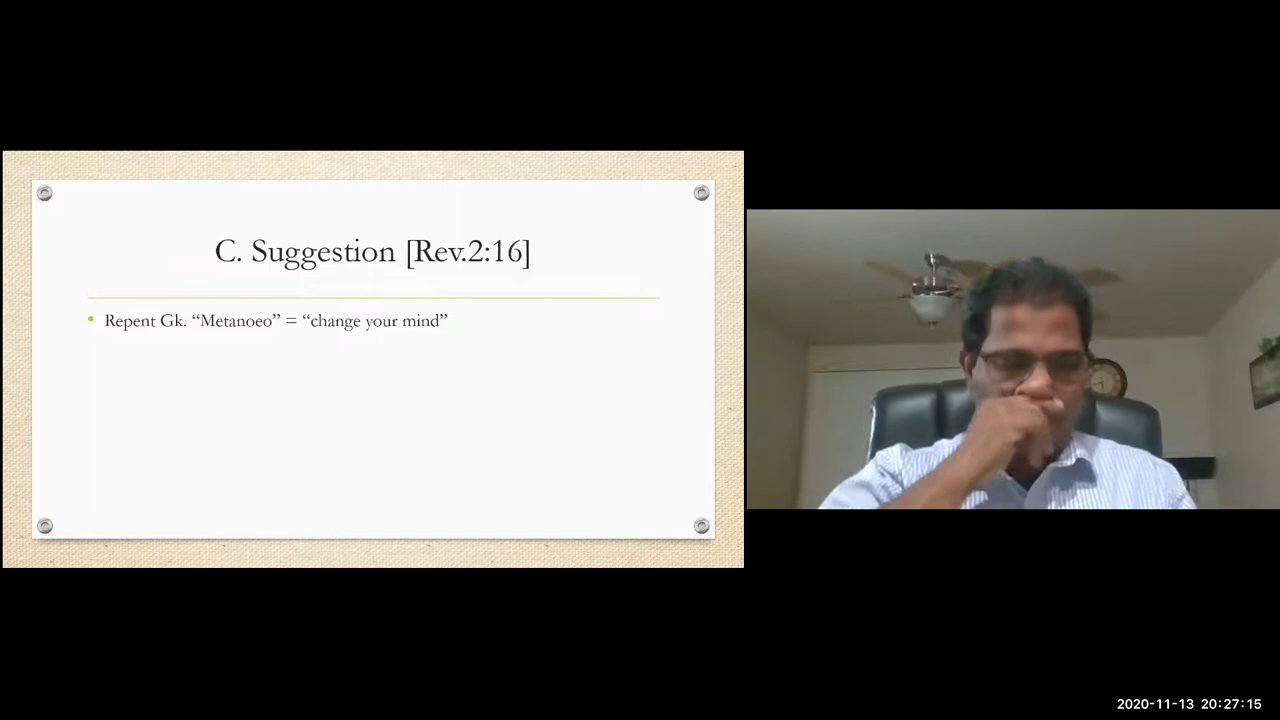 C. Suggestion [Rev.2:16]
Repent Gk. “Metanoeo” = “change your mind”
2020-11-13 20:27:15